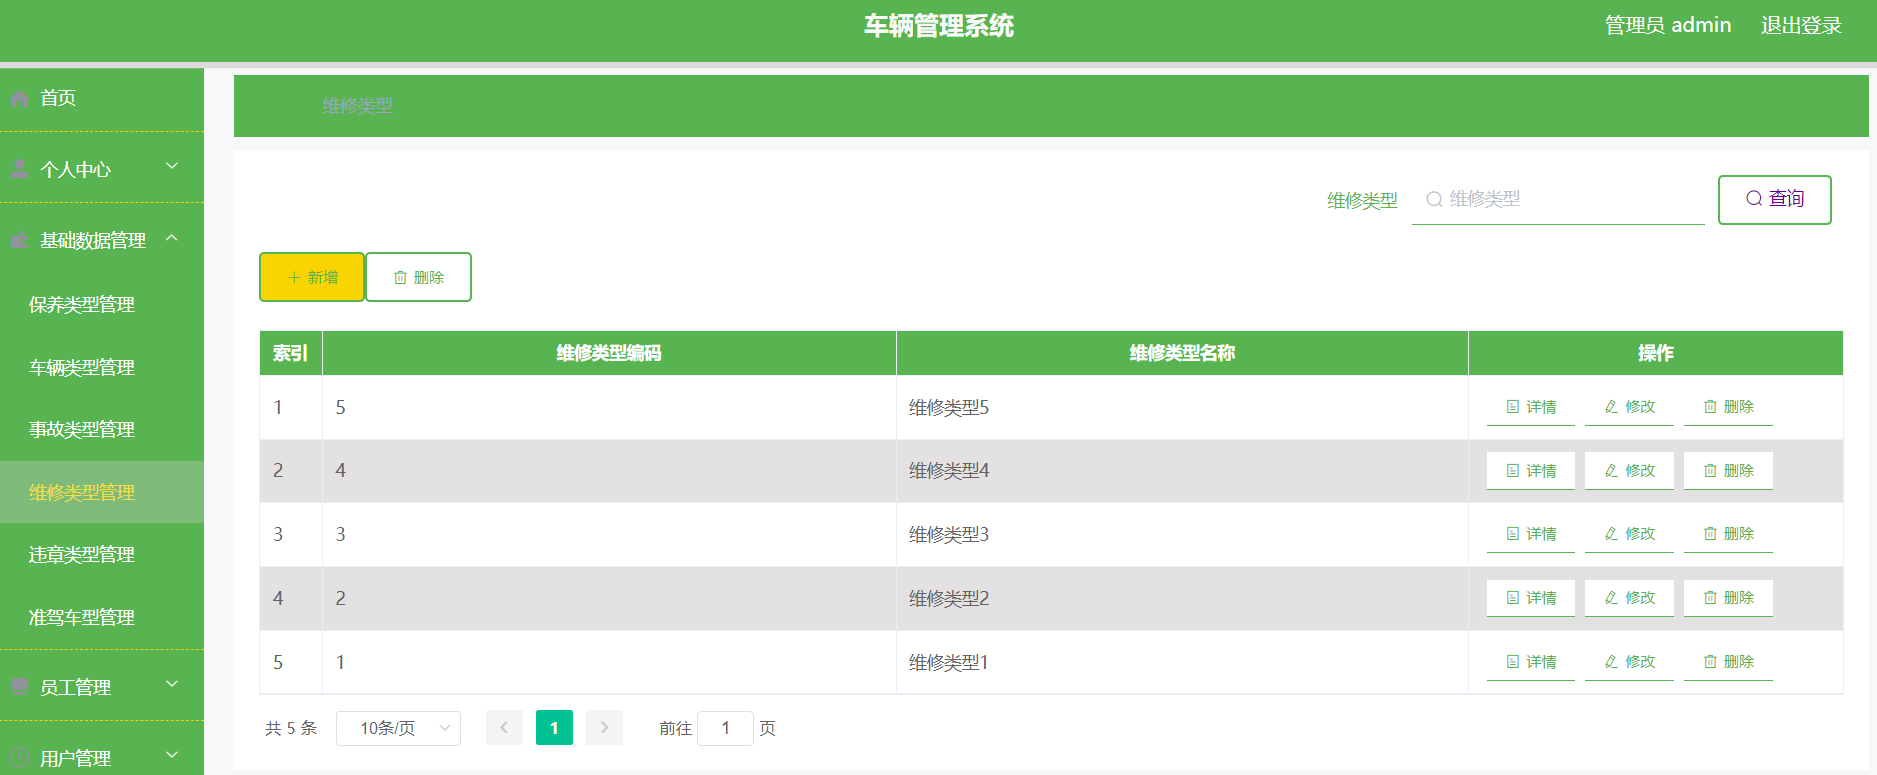 车辆管理系统
管理员 admin 退出登录
首页
个人中心
基础数据管理
保养类型管理
车辆类型管理
事故类型管理
维修类型管理
违章类型管理
准驾车型管理
员工管理
用户管理
维修类型
维修类型 维修类型 查询
新增 删除
索引 维修类型编码 维修类型名称 操作
1 5 维修类型5 详情 修改 删除
2 4 维修类型4 详情 修改 删除
3 3 维修类型3 详情 修改 删除
4 2 维修类型2 详情 修改 删除
5 1 维修类型1 详情 修改 删除
共 5 条 10条/页 1 前往 1 页